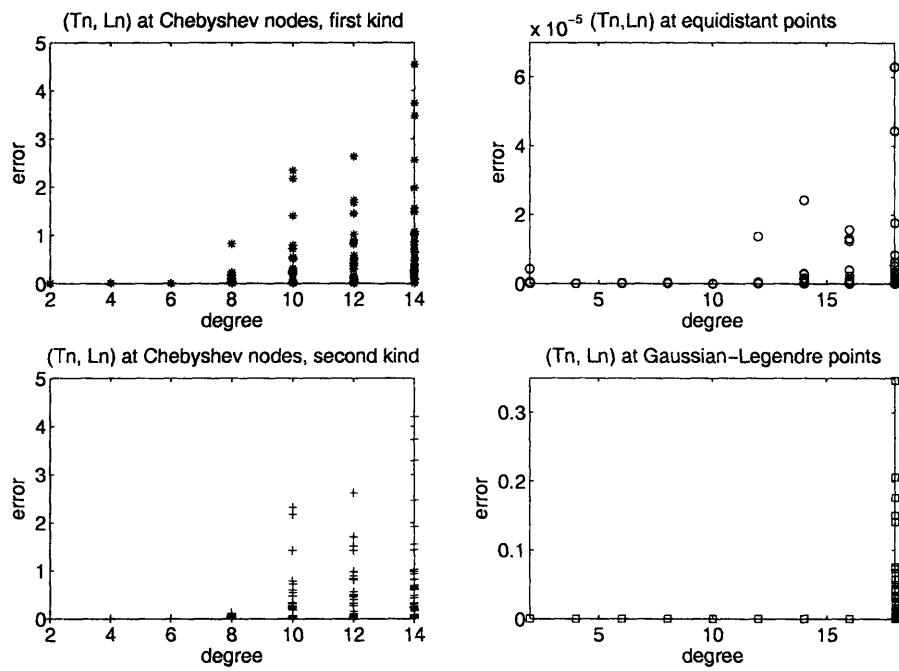 (Tn, Ln) at Chebyshev nodes, first kind
5
4
3
2
1
0
error
2 4 6 8 10 12 14
degree
x 10⁻⁵ (Tn,Ln) at equidistant points
6
4
2
0
error
5 10 15
degree
(Tn, Ln) at Chebyshev nodes, second kind
5
4
3
2
1
0
error
2 4 6 8 10 12 14
degree
(Tn, Ln) at Gaussian-Legendre points
0.3
0.2
0.1
0
error
5 10 15
degree